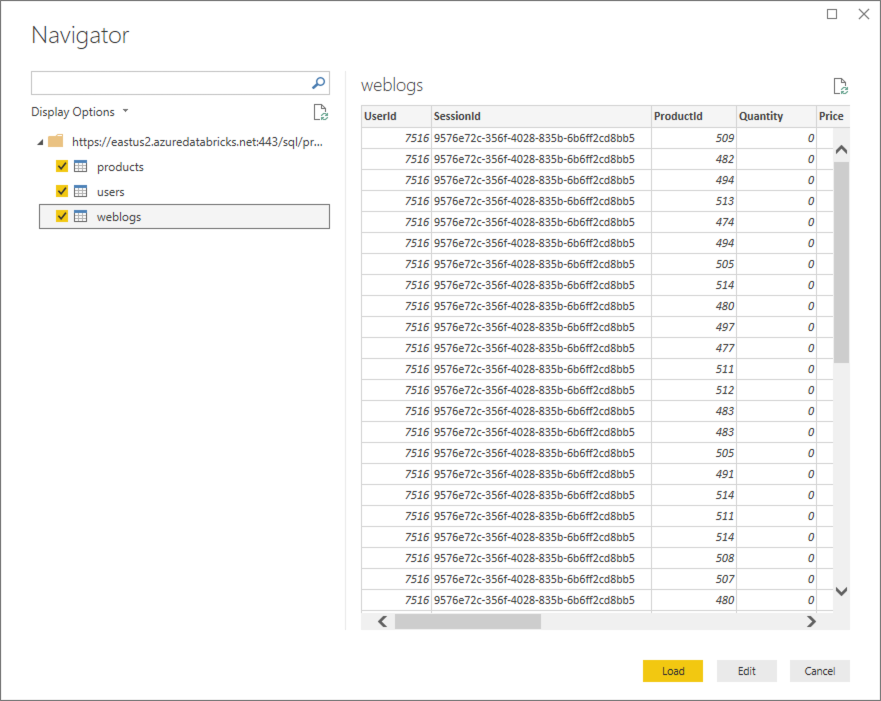 Navigator
Display Options
https://eastus2.azuredatabricks.net:443/sql/pr...
products
users
weblogs
weblogs
UserId SessionId ProductId Quantity Price
7516 9576e72c-356f-4028-835b-6b6ff2cd8bb5 509 0
7516 9576e72c-356f-4028-835b-6b6ff2cd8bb5 482 0
7516 9576e72c-356f-4028-835b-6b6ff2cd8bb5 494 0
7516 9576e72c-356f-4028-835b-6b6ff2cd8bb5 513 0
7516 9576e72c-356f-4028-835b-6b6ff2cd8bb5 474 0
7516 9576e72c-356f-4028-835b-6b6ff2cd8bb5 494 0
7516 9576e72c-356f-4028-835b-6b6ff2cd8bb5 505 0
7516 9576e72c-356f-4028-835b-6b6ff2cd8bb5 514 0
7516 9576e72c-356f-4028-835b-6b6ff2cd8bb5 480 0
7516 9576e72c-356f-4028-835b-6b6ff2cd8bb5 497 0
7516 9576e72c-356f-4028-835b-6b6ff2cd8bb5 477 0
7516 9576e72c-356f-4028-835b-6b6ff2cd8bb5 511 0
7516 9576e72c-356f-4028-835b-6b6ff2cd8bb5 512 0
7516 9576e72c-356f-4028-835b-6b6ff2cd8bb5 483 0
7516 9576e72c-356f-4028-835b-6b6ff2cd8bb5 483 0
7516 9576e72c-356f-4028-835b-6b6ff2cd8bb5 505 0
7516 9576e72c-356f-4028-835b-6b6ff2cd8bb5 491 0
7516 9576e72c-356f-4028-835b-6b6ff2cd8bb5 514 0
7516 9576e72c-356f-4028-835b-6b6ff2cd8bb5 511 0
7516 9576e72c-356f-4028-835b-6b6ff2cd8bb5 514 0
7516 9576e72c-356f-4028-835b-6b6ff2cd8bb5 508 0
7516 9576e72c-356f-4028-835b-6b6ff2cd8bb5 507 0
7516 9576e72c-356f-4028-835b-6b6ff2cd8bb5 480 0
Load Edit Cancel